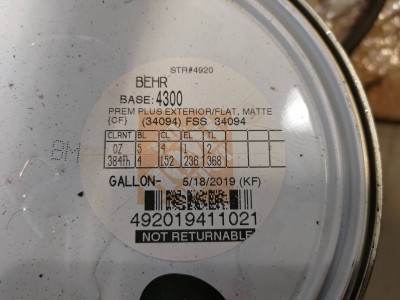 STR#4920
BEHR
BASE: 4300
PREM PLUS EXTERIOR/FLAT, MATTE
(CF) (34094) FSS 34094
CLRNT BL CL EL TL
OZ 5 4 1 2
384th 4 152 236 368
GALLON- 5/18/2019 (KF)
492019411021
NOT RETURNABLE
BM